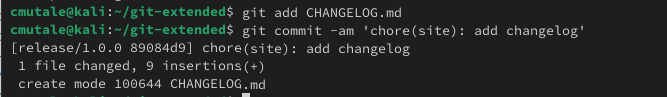 cmutale@kali:~/git-extended$ git add CHANGELOG.md
cmutale@kali:~/git-extended$ git commit -am 'chore(site): add changelog'
[release/1.0.0 89084d9] chore(site): add changelog
 1 file changed, 9 insertions(+)
 create mode 100644 CHANGELOG.md